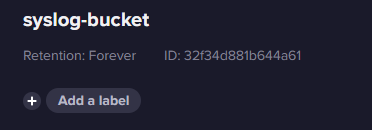 syslog-bucket
Retention: Forever ID: 32f34d881b644a61
+ Add a label